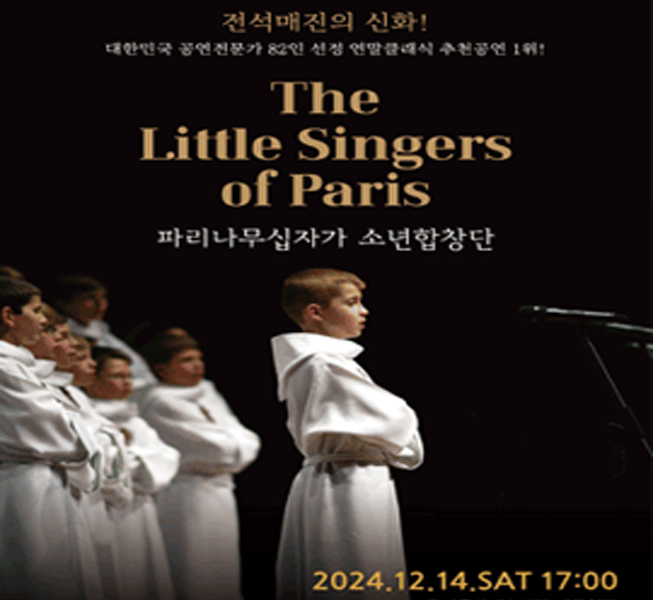 전석매진의 신화!
대한민국 공연전문가 82인 선정 연말클래식 추천공연 1위!
The
Little Singers
of Paris
파리나무십자가 소년합창단
2024.12.14.SAT 17:00